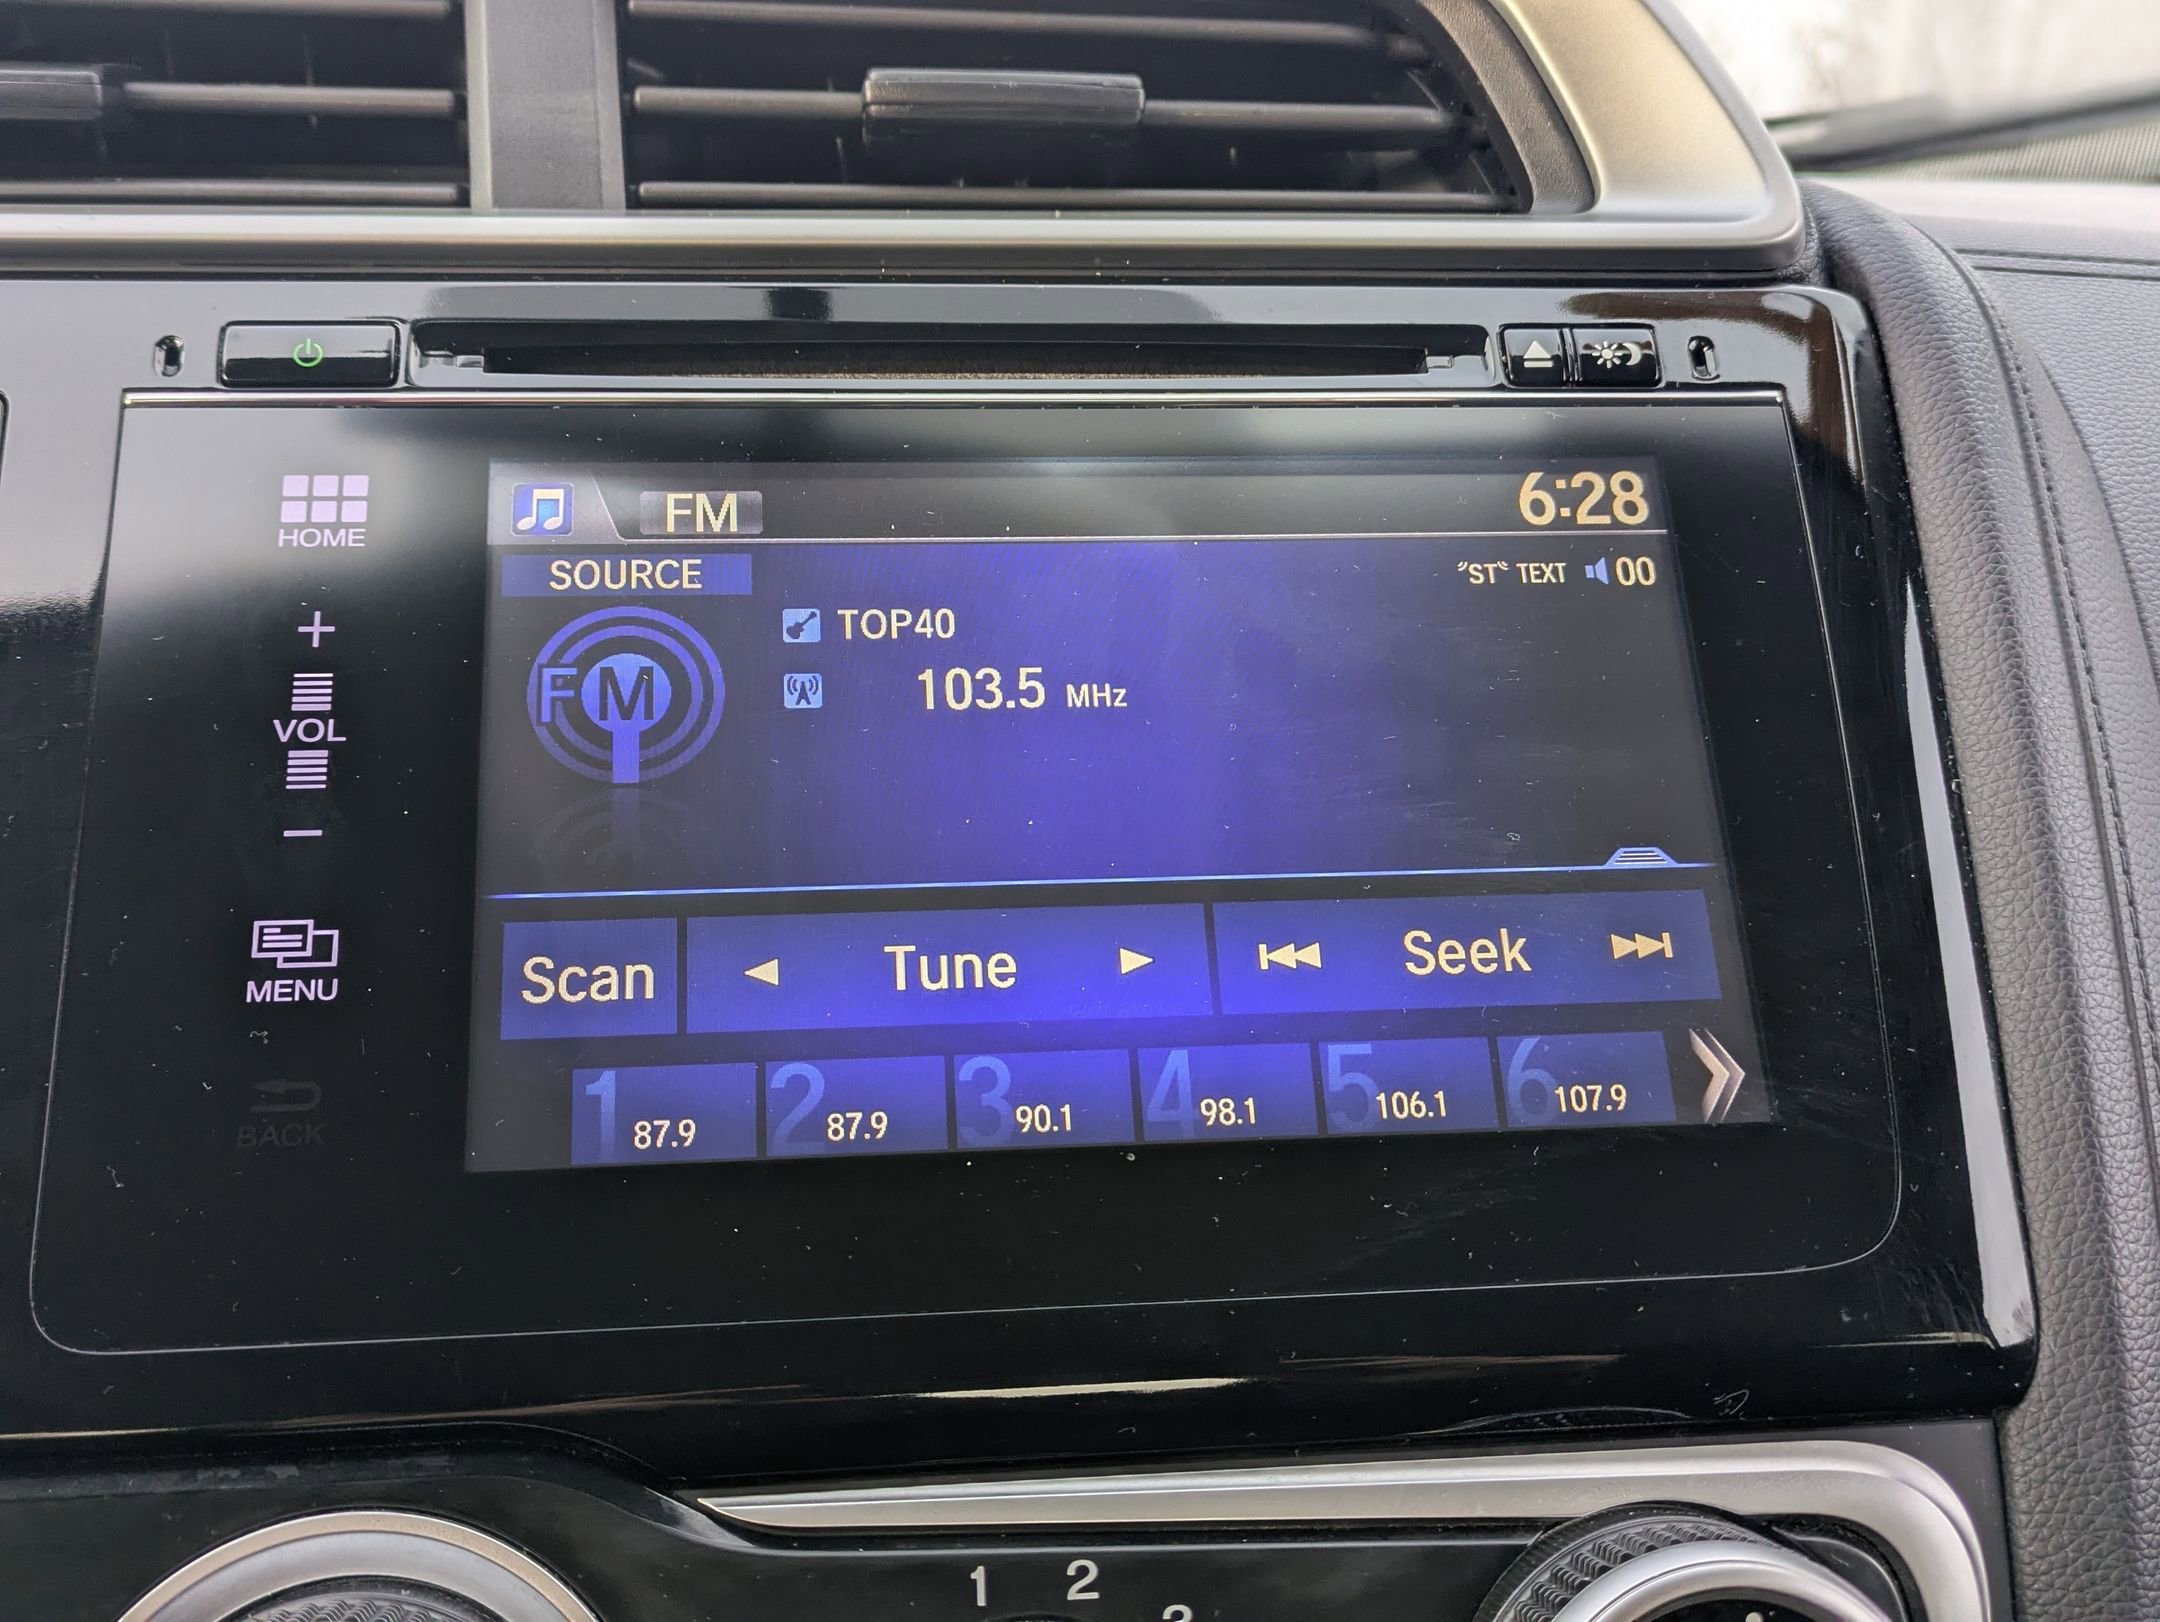 HOME
+
VOL
−
MENU
BACK
FM 6:28
SOURCE "ST" TEXT 00
FM
TOP40
103.5 MHz
Scan Tune Seek
1 87.9 2 87.9 3 90.1 4 98.1 5 106.1 6 107.9
1 2